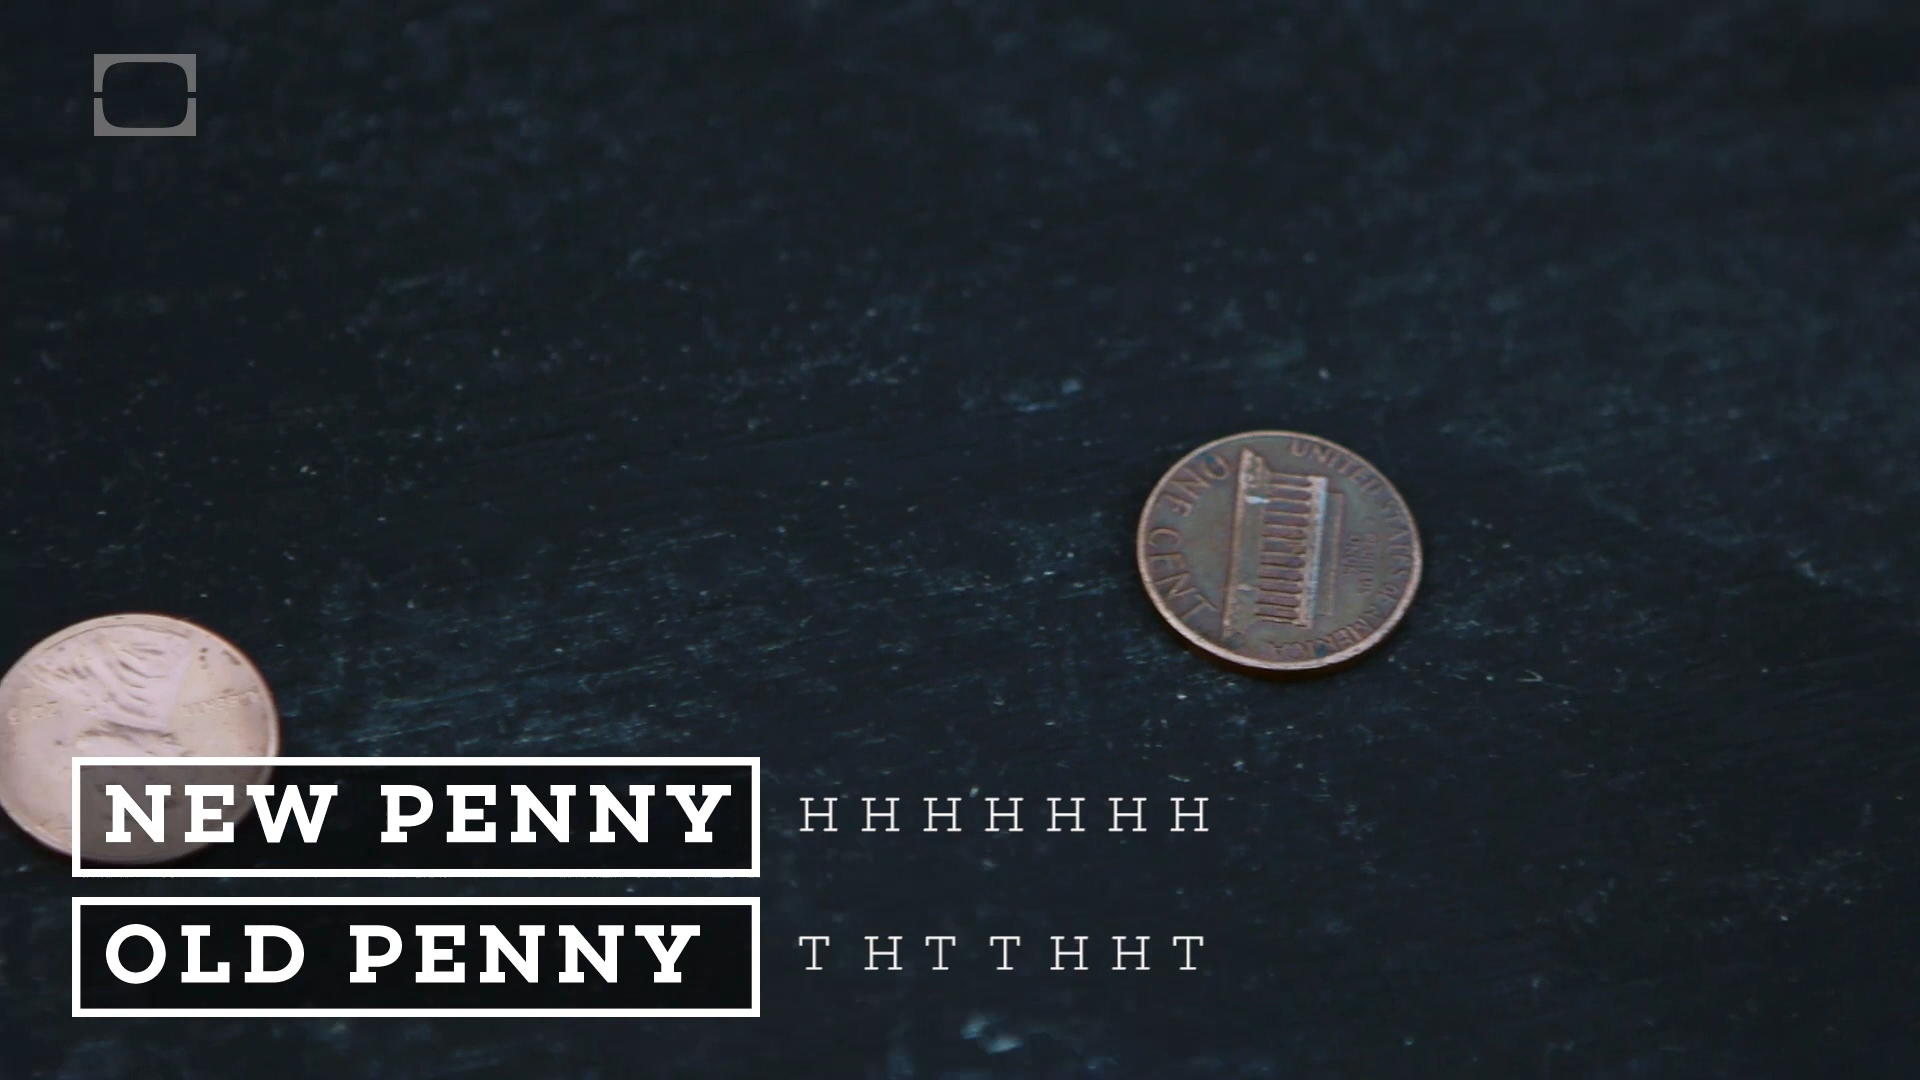 UNITED STATES OF AMERICA
ONE CENT
NEW PENNY H H H H H H H
OLD PENNY T H T T H H T